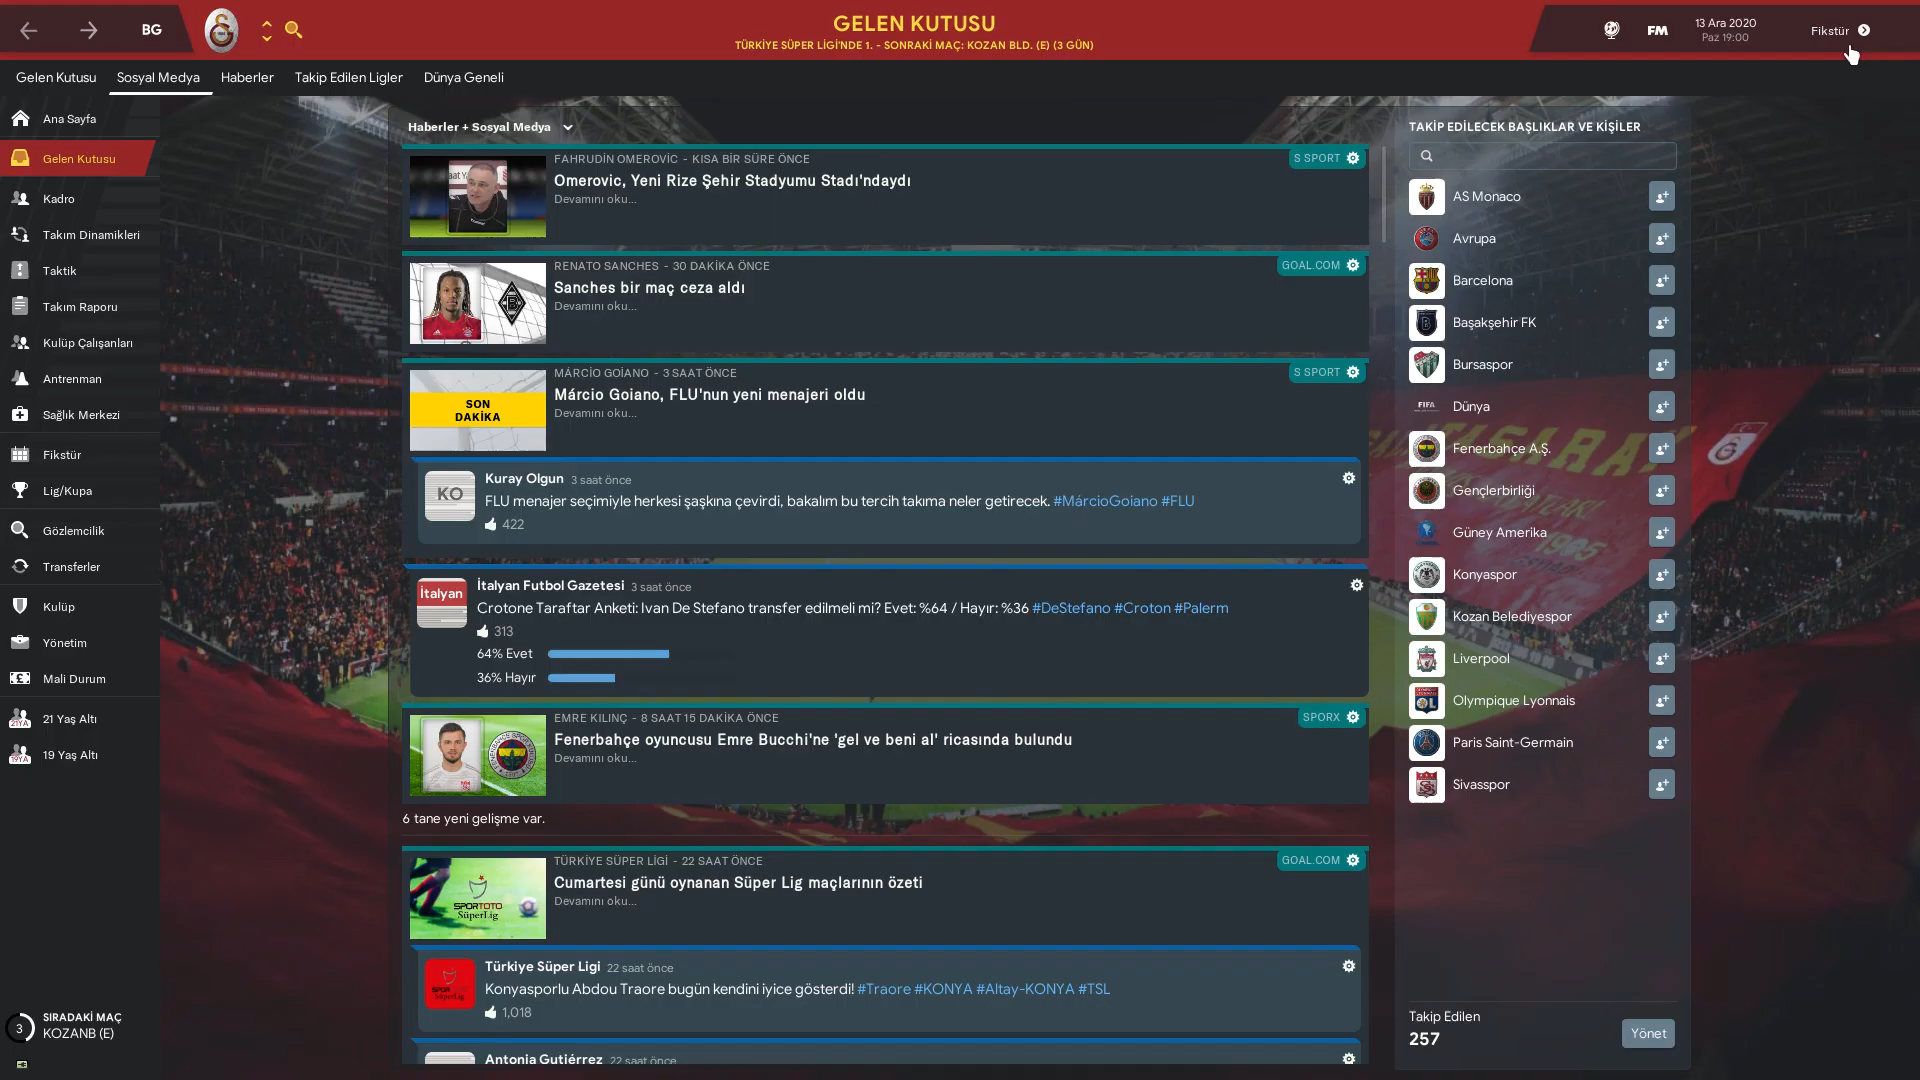 BG
GELEN KUTUSU
TÜRKİYE SÜPER LİGİ'NDE 1. - SONRAKİ MAÇ: KOZAN BLD. (E) (3 GÜN)
FM
13 Ara 2020
Paz 19:00
Fikstür
Gelen Kutusu
Sosyal Medya
Haberler
Takip Edilen Ligler
Dünya Geneli
Ana Sayfa
Gelen Kutusu
Kadro
Takım Dinamikleri
Taktik
Takım Raporu
Kulüp Çalışanları
Antrenman
Sağlık Merkezi
Fikstür
Lig/Kupa
Gözlemcilik
Transferler
Kulüp
Yönetim
Mali Durum
21YA
21 Yaş Altı
19YA
19 Yaş Altı
3
SIRADAKİ MAÇ
KOZANB (E)
Haberler + Sosyal Medya
FAHRUDİN OMEROVİC - KISA BİR SÜRE ÖNCE
S SPORT
Omerovic, Yeni Rize Şehir Stadyumu Stadı'ndaydı
Devamını oku...
RENATO SANCHES - 30 DAKİKA ÖNCE
GOAL.COM
Sanches bir maç ceza aldı
Devamını oku...
MÁRCİO GOİANO - 3 SAAT ÖNCE
S SPORT
Márcio Goiano, FLU'nun yeni menajeri oldu
Devamını oku...
SON
DAKİKA
KO
Kuray Olgun 3 saat önce
FLU menajer seçimiyle herkesi şaşkına çevirdi, bakalım bu tercih takıma neler getirecek. #MárcioGoiano #FLU
422
İtalyan
İtalyan Futbol Gazetesi 3 saat önce
Crotone Taraftar Anketi: Ivan De Stefano transfer edilmeli mi? Evet: %64 / Hayır: %36 #DeStefano #Croton #Palerm
313
64% Evet
36% Hayır
EMRE KILINÇ - 8 SAAT 15 DAKİKA ÖNCE
SPORX
Fenerbahçe oyuncusu Emre Bucchi'ne 'gel ve beni al' ricasında bulundu
Devamını oku...
6 tane yeni gelişme var.
TÜRKİYE SÜPER LİGİ - 22 SAAT ÖNCE
GOAL.COM
Cumartesi günü oynanan Süper Lig maçlarının özeti
Devamını oku...
SPORTOTO
SüperLig
Türkiye Süper Ligi 22 saat önce
Konyasporlu Abdou Traore bugün kendini iyice gösterdi! #Traore #KONYA #Altay-KONYA #TSL
1,018
Antonia Gutiérrez 22 saat önce
TAKİP EDİLECEK BAŞLIKLAR VE KİŞİLER
AS Monaco
Avrupa
Barcelona
Başakşehir FK
Bursaspor
FIFA
Dünya
Fenerbahçe A.Ş.
Gençlerbirliği
Güney Amerika
Konyaspor
Kozan Belediyespor
Liverpool
Olympique Lyonnais
Paris Saint-Germain
Sivasspor
Takip Edilen
257
Yönet